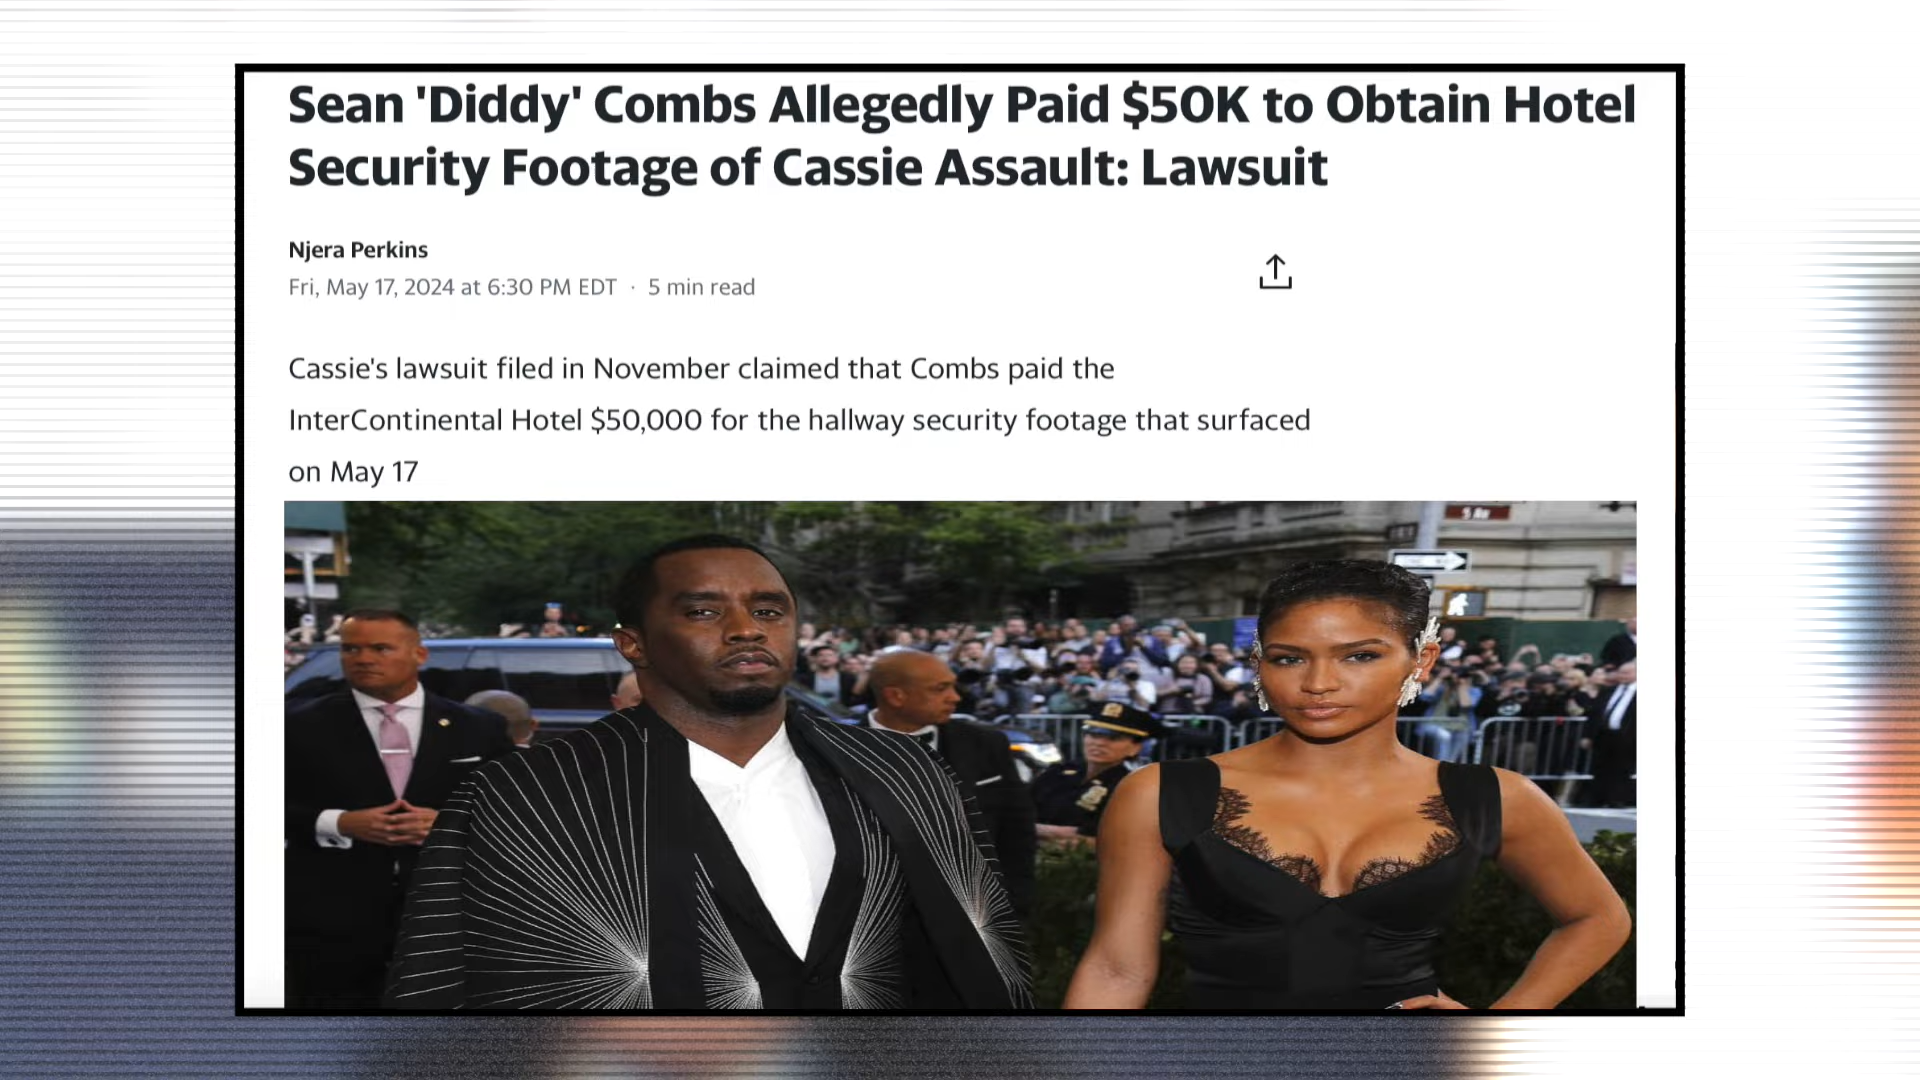 Sean 'Diddy' Combs Allegedly Paid $50K to Obtain Hotel
Security Footage of Cassie Assault: Lawsuit
Njera Perkins
Fri, May 17, 2024 at 6:30 PM EDT · 5 min read
Cassie's lawsuit filed in November claimed that Combs paid the
InterContinental Hotel $50,000 for the hallway security footage that surfaced
on May 17
5 Av